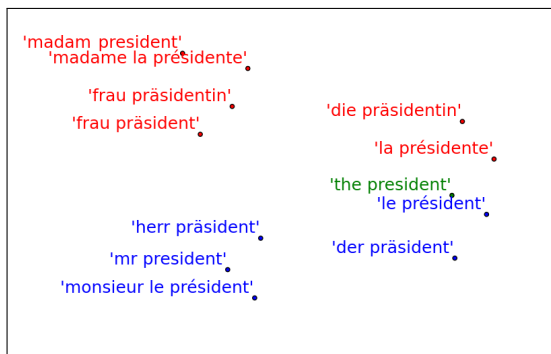 'madam president'
'madame la présidente'
'frau präsidentin'
'die präsidentin'
'frau präsident'
'la présidente'
'the president'
'le président'
'herr präsident'
'der präsident'
'mr president'
'monsieur le président'